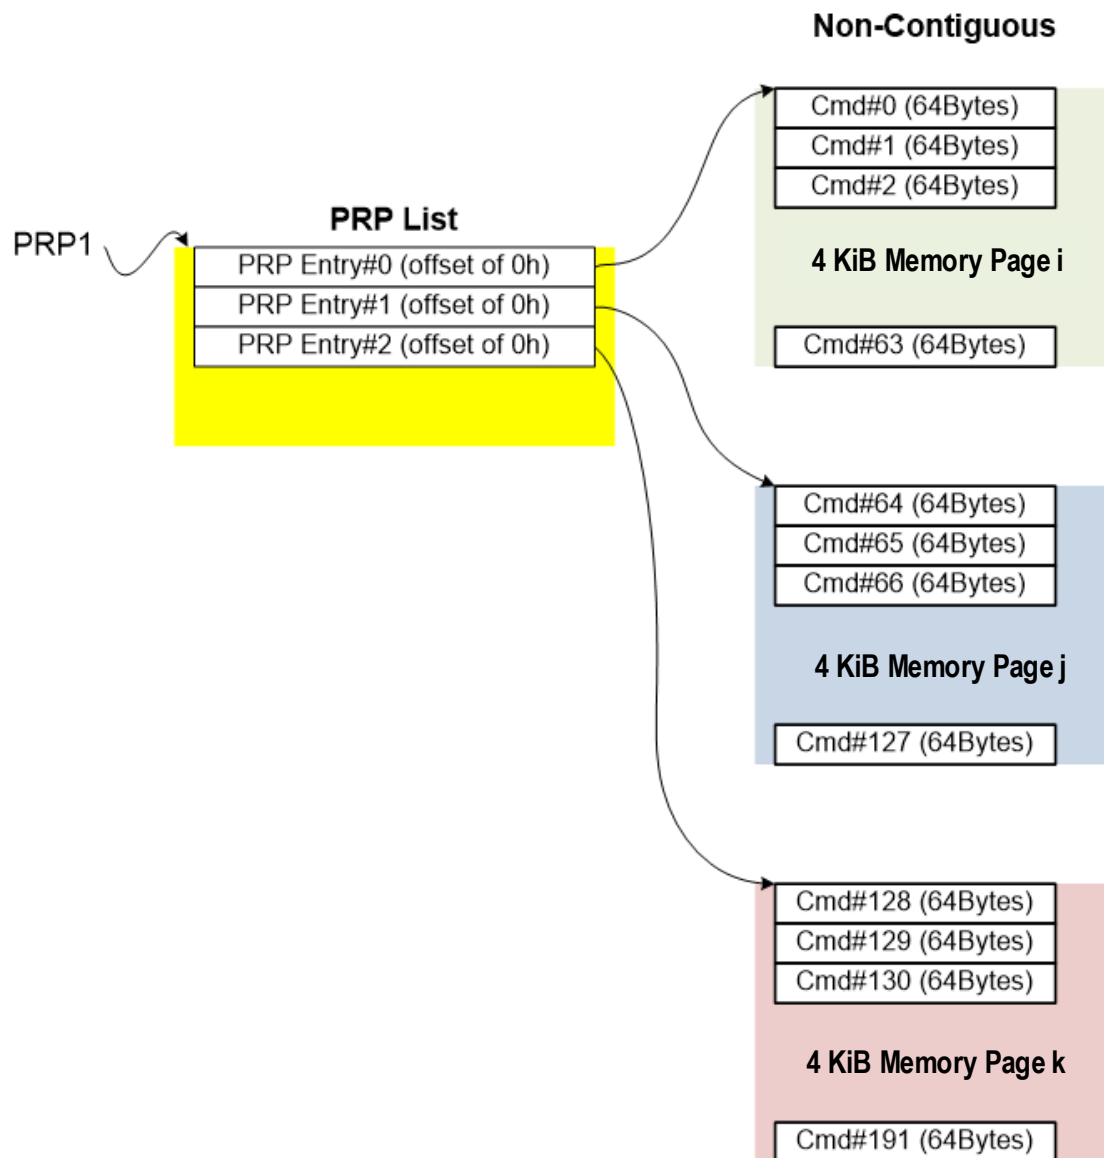 Non-Contiguous
Cmd#0 (64Bytes)
Cmd#1 (64Bytes)
Cmd#2 (64Bytes)
4 KiB Memory Page i
Cmd#63 (64Bytes)
PRP1
PRP List
PRP Entry#0 (offset of 0h)
PRP Entry#1 (offset of 0h)
PRP Entry#2 (offset of 0h)
Cmd#64 (64Bytes)
Cmd#65 (64Bytes)
Cmd#66 (64Bytes)
4 KiB Memory Page j
Cmd#127 (64Bytes)
Cmd#128 (64Bytes)
Cmd#129 (64Bytes)
Cmd#130 (64Bytes)
4 KiB Memory Page k
Cmd#191 (64Bytes)